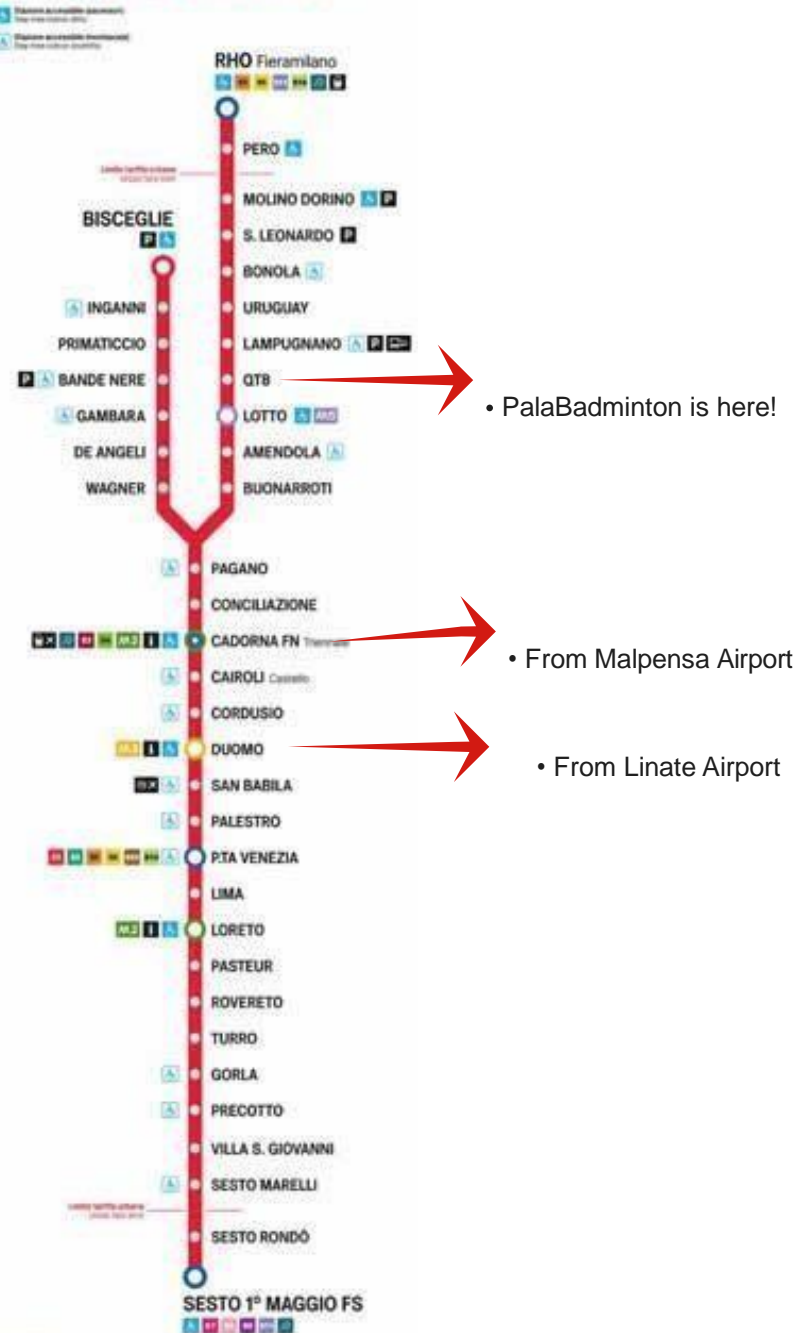 RHO Fieramilano
PERO
MOLINO DORINO P
BISCEGLIE
P
S. LEONARDO P
BONOLA
INGANNI
URUGUAY
PRIMATICCIO
LAMPUGNANO P
P BANDE NERE
QT8
• PalaBadminton is here!
GAMBARA
LOTTO
DE ANGELI
AMENDOLA
WAGNER
BUONARROTI
PAGANO
CONCILIAZIONE
CADORNA FN Triennale
• From Malpensa Airport
CAIROLI Castello
CORDUSIO
DUOMO
• From Linate Airport
SAN BABILA
PALESTRO
P.TA VENEZIA
LIMA
M2 LORETO
PASTEUR
ROVERETO
TURRO
GORLA
PRECOTTO
VILLA S. GIOVANNI
SESTO MARELLI
SESTO RONDÒ
SESTO 1° MAGGIO FS